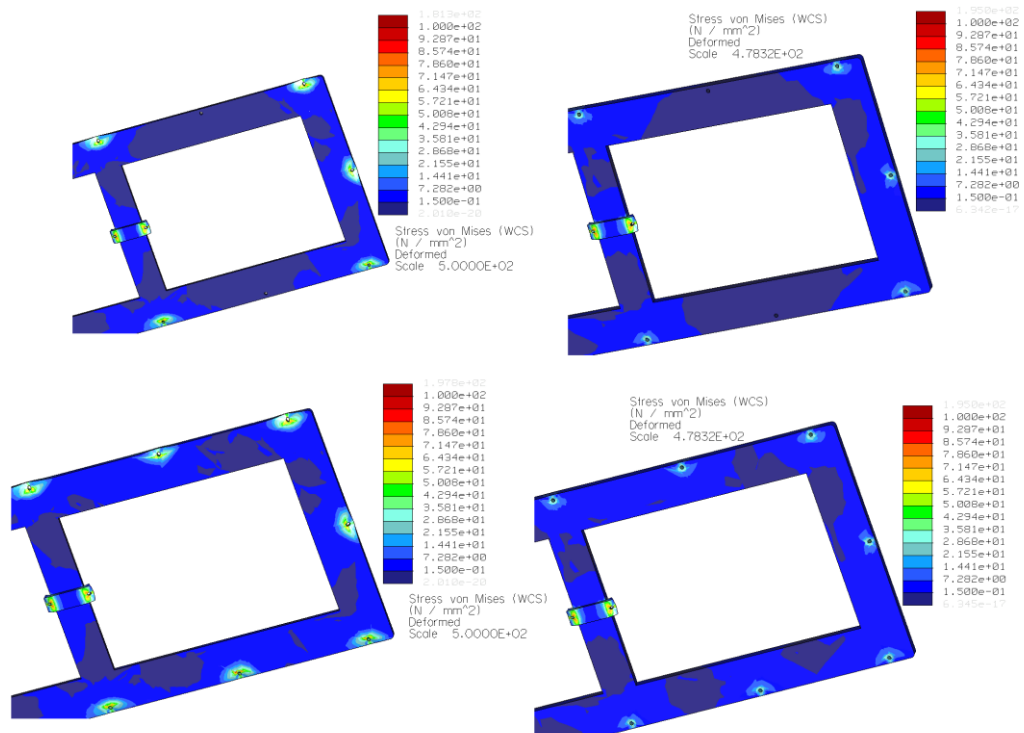 1.813e+02
1.000e+02
9.287e+01
8.574e+01
7.860e+01
7.147e+01
6.434e+01
5.721e+01
5.008e+01
4.294e+01
3.581e+01
2.868e+01
2.155e+01
1.441e+01
7.282e+00
1.500e-01
2.010e-20
Stress von Mises (WCS)
(N / mm^2)
Deformed
Scale 5.0000E+02
Stress von Mises (WCS)
(N / mm^2)
Deformed
Scale 4.7832E+02
1.950e+02
1.000e+02
9.287e+01
8.574e+01
7.860e+01
7.147e+01
6.434e+01
5.721e+01
5.008e+01
4.294e+01
3.581e+01
2.868e+01
2.155e+01
1.441e+01
7.282e+00
1.500e-01
6.342e-17
1.978e+02
1.000e+02
9.287e+01
8.574e+01
7.860e+01
7.147e+01
6.434e+01
5.721e+01
5.008e+01
4.294e+01
3.581e+01
2.868e+01
2.155e+01
1.441e+01
7.282e+00
1.500e-01
2.010e-20
Stress von Mises (WCS)
(N / mm^2)
Deformed
Scale 5.0000E+02
Stress von Mises (WCS)
(N / mm^2)
Deformed
Scale 4.7832E+02
1.950e+02
1.000e+02
9.287e+01
8.574e+01
7.860e+01
7.147e+01
6.434e+01
5.721e+01
5.008e+01
4.294e+01
3.581e+01
2.868e+01
2.155e+01
1.441e+01
7.282e+00
1.500e-01
6.345e-17